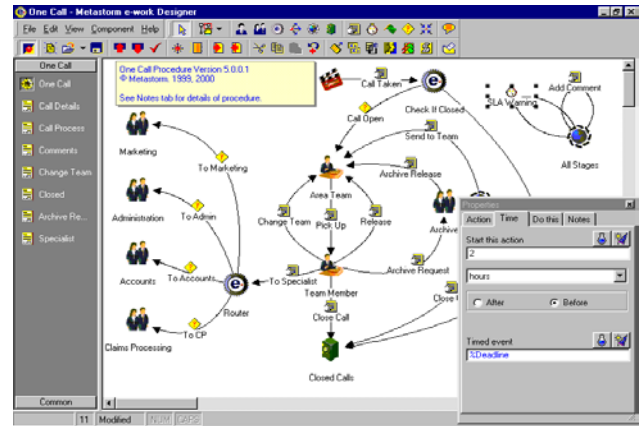 One Call - Metastorm e-work Designer
File Edit View Component Help
One Call
One Call
Call Details
Call Process
Comments
Change Team
Closed
Archive Re...
Specialist
Common
One Call Procedure Version 5.0.0.1
© Metastorm. 1999, 2000
See Notes tab for details of procedure.
Call Taken
Check If Closed
SLA Warning
Add Comment
All Stages
Call Open
Send to Team
Marketing
To Marketing
Area Team
Archive Release
Administration
To Admin
Change Team
Pick Up
Release
Archive
Accounts
To Accounts
Router
To Specialist
Team Member
Archive Request
Close
Close Call
To CP
Claims Processing
Closed Calls
Properties
Action Time Do this Notes
Start this action
2
hours
After Before
Timed event
%Deadline
11 Modified NUM CAPS